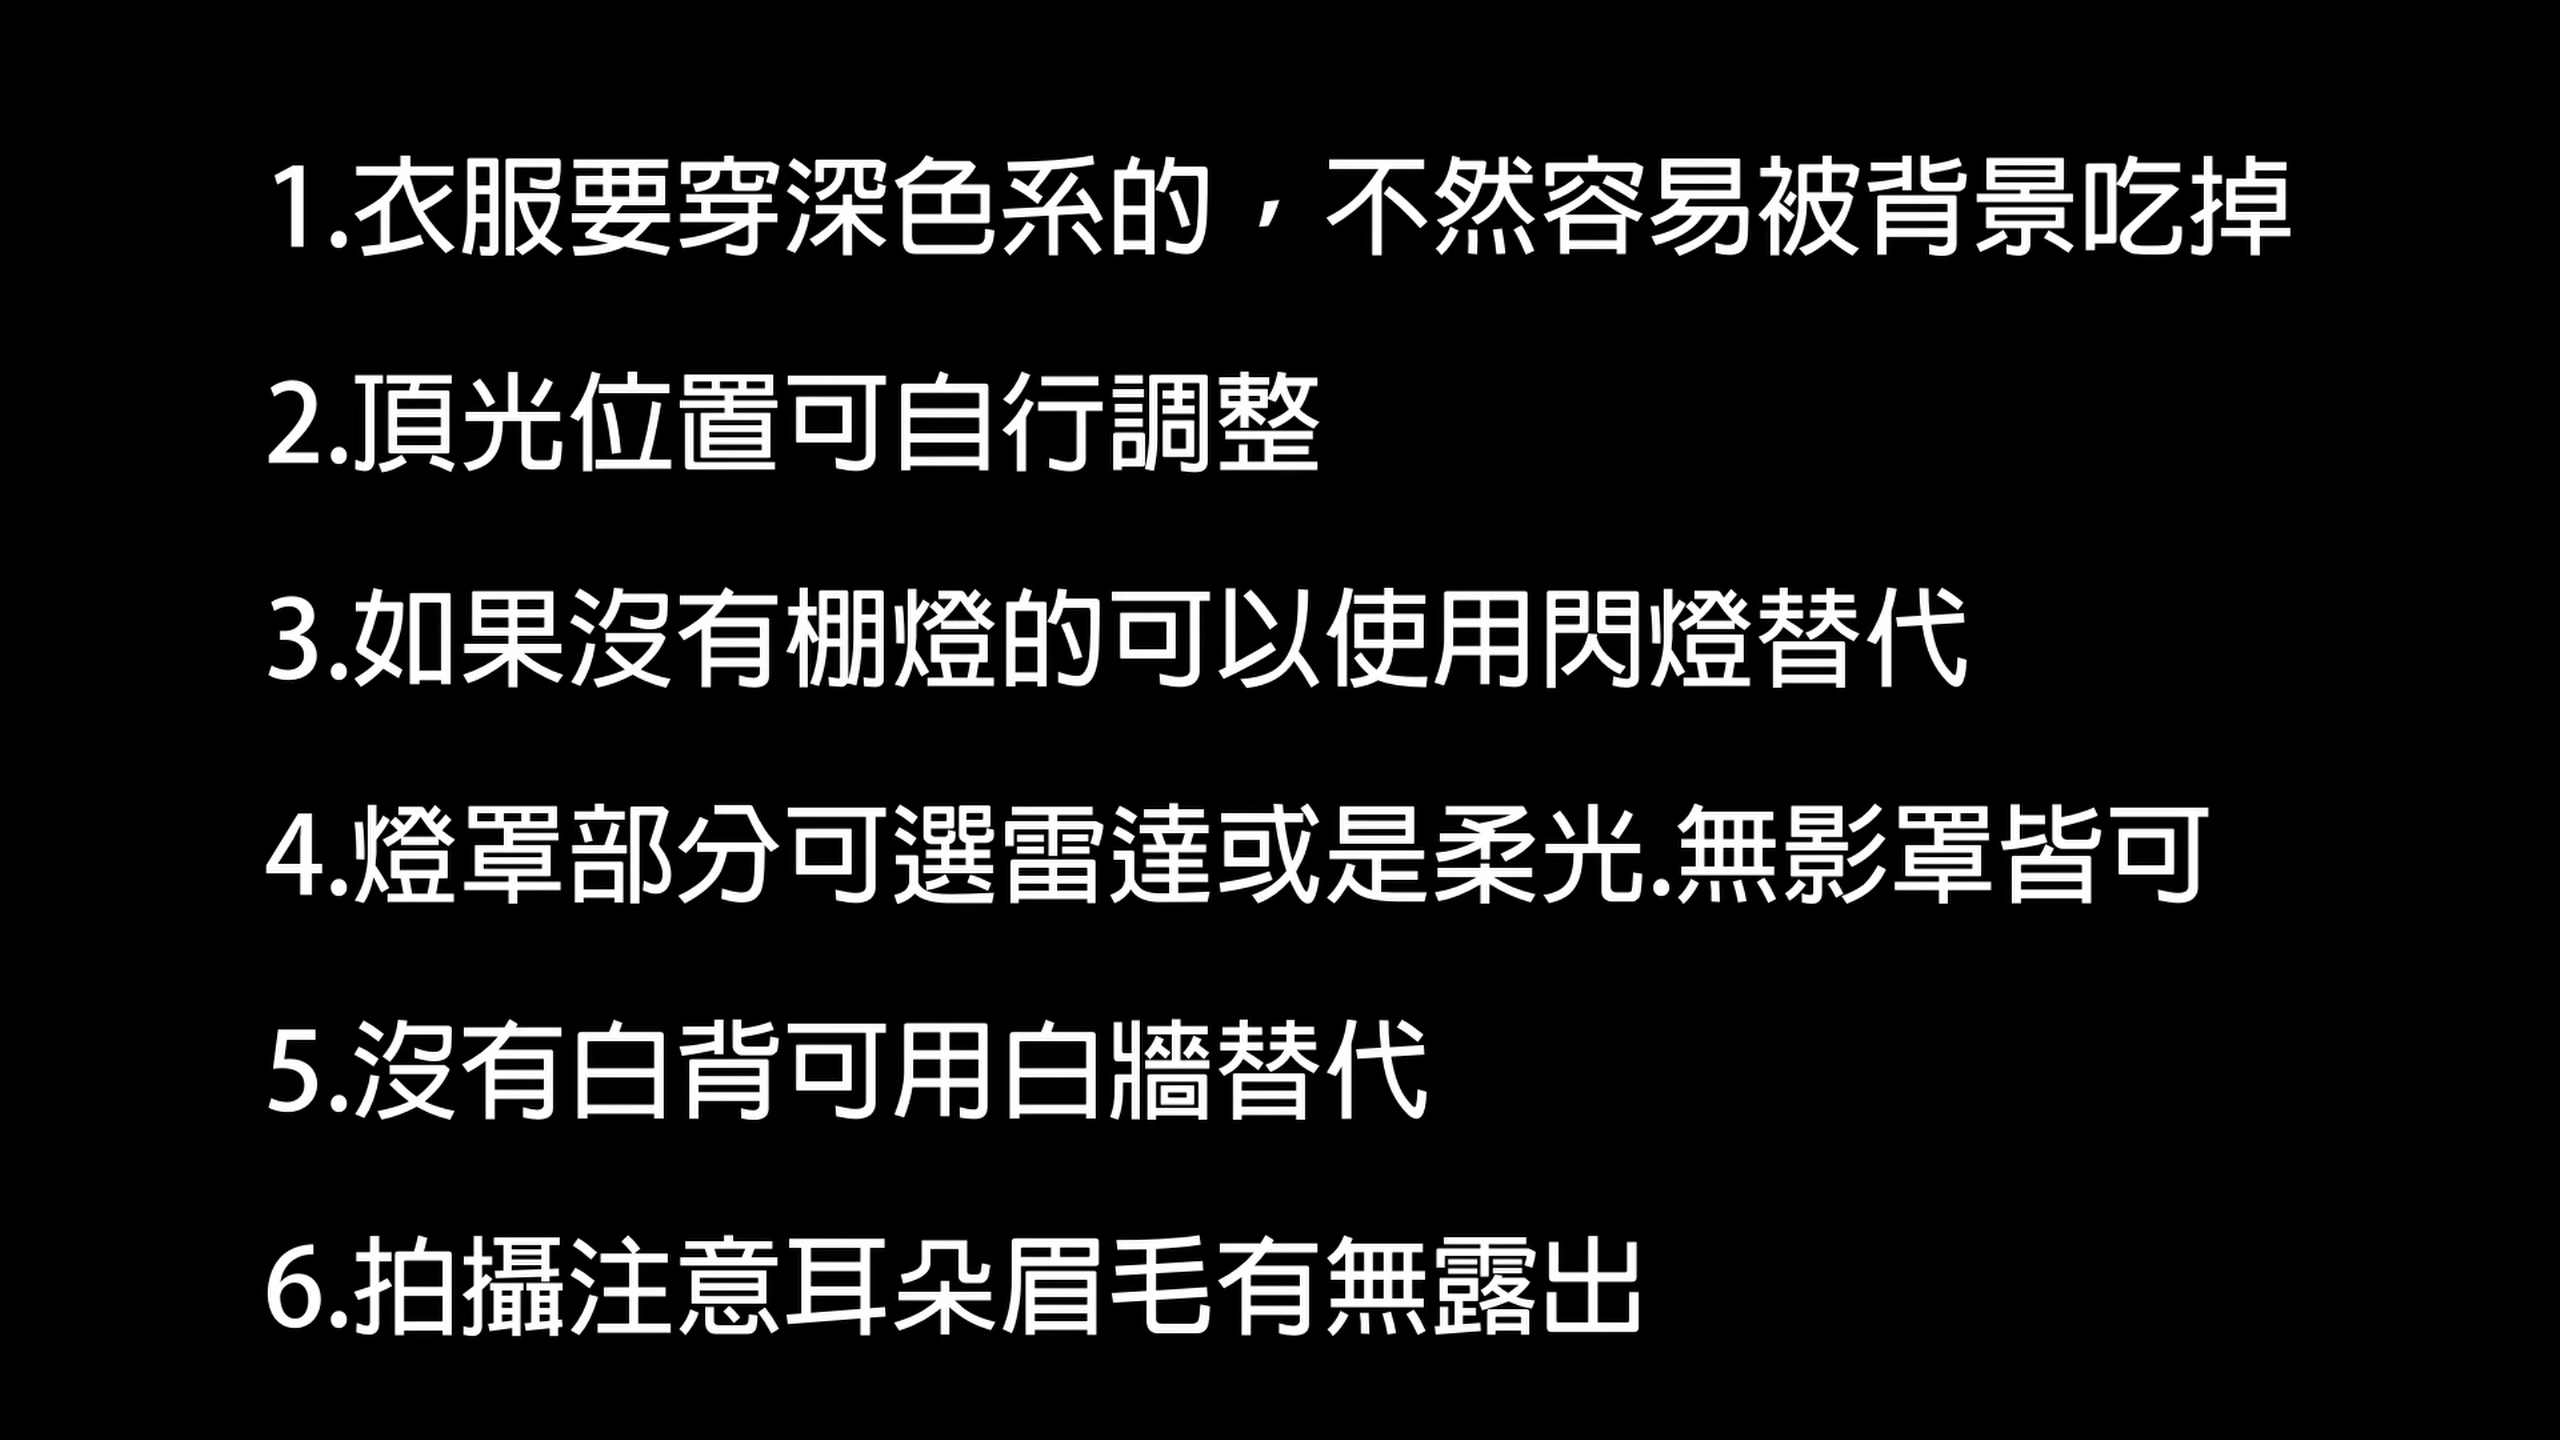 1.衣服要穿深色系的，不然容易被背景吃掉
2.頂光位置可自行調整
3.如果沒有棚燈的可以使用閃燈替代
4.燈罩部分可選雷達或是柔光.無影罩皆可
5.沒有白背可用白牆替代
6.拍攝注意耳朵眉毛有無露出